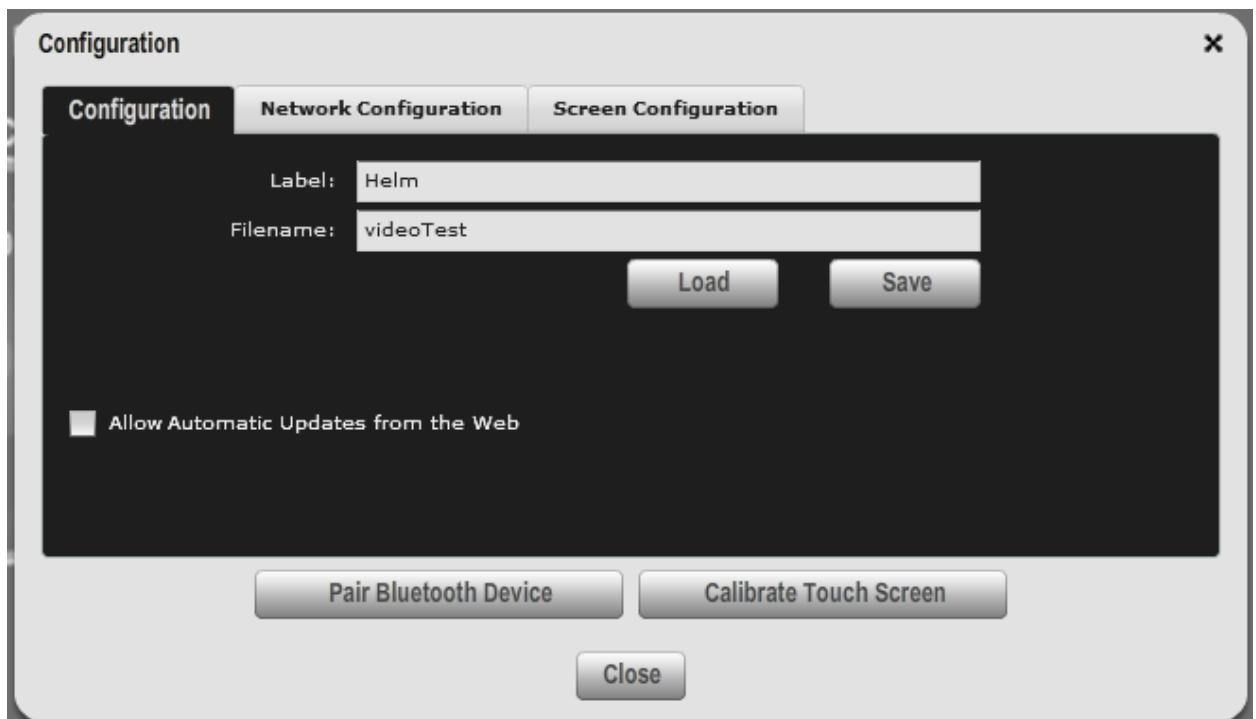 Configuration
Configuration Network Configuration Screen Configuration
Label: Helm
Filename: videoTest
Load Save
Allow Automatic Updates from the Web
Pair Bluetooth Device Calibrate Touch Screen
Close